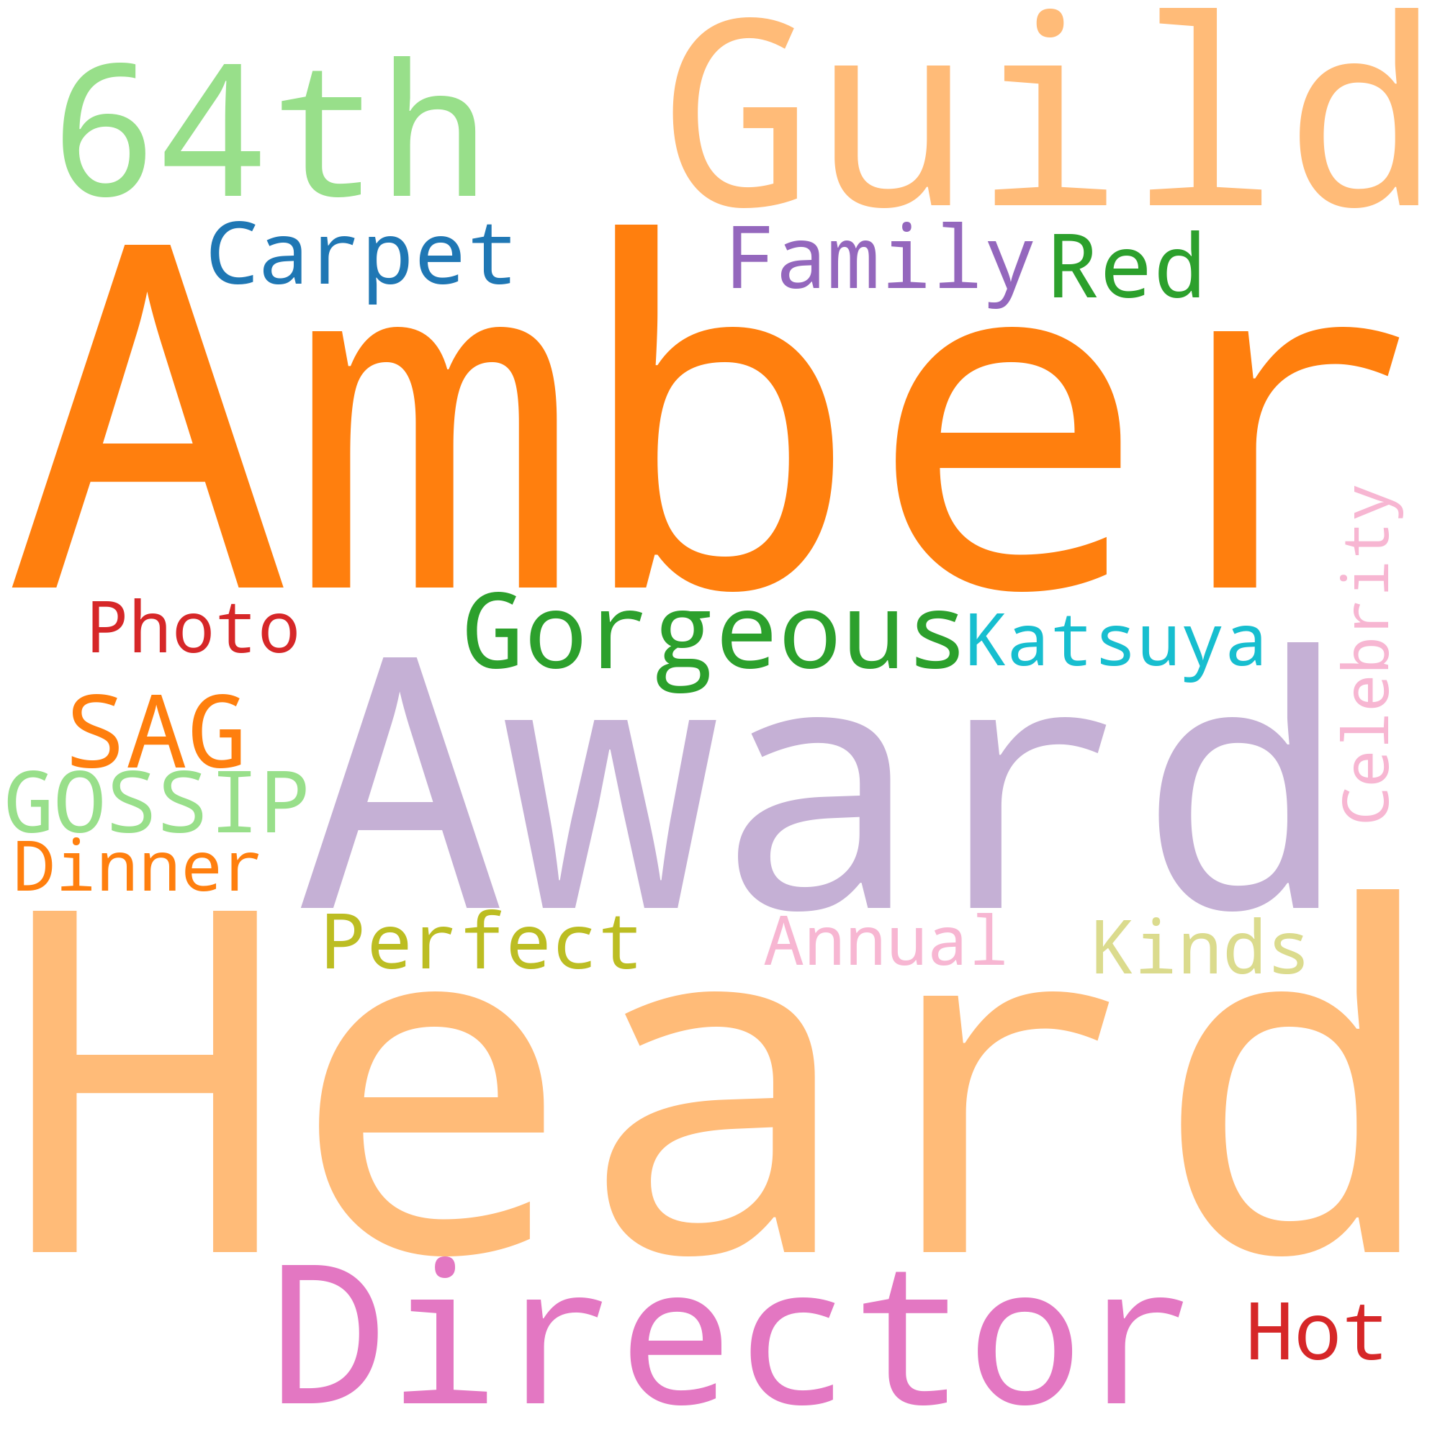 64th Guild
Carpet Family Red
Amber
Celebrity
Photo Gorgeous Katsuya
SAG
Award
GOSSIP
Dinner
Perfect Annual Kinds
Heard
Director
Hot